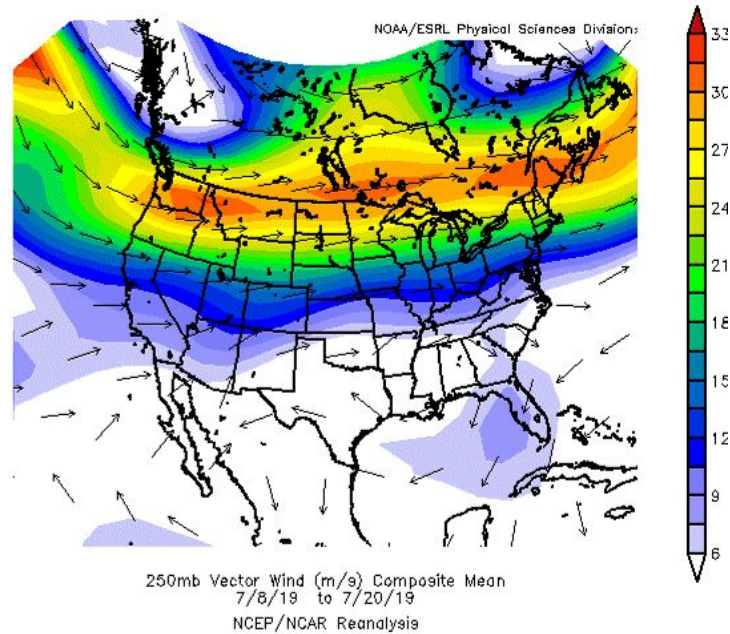 NOAA/ESRL Physical Sciences Division
33
30
27
24
21
18
15
12
9
6
250mb Vector Wind (m/s) Composite Mean
7/8/19 to 7/20/19
NCEP/NCAR Reanalysis